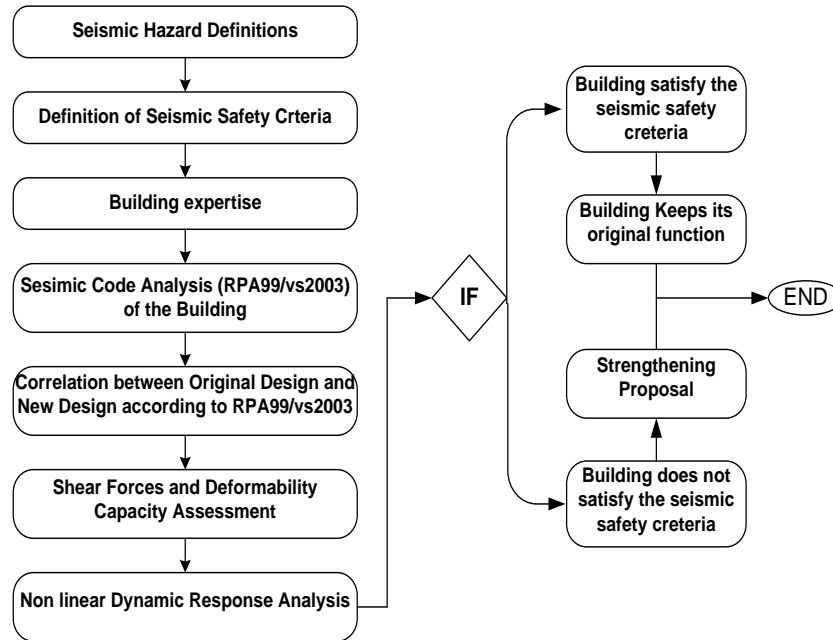 Seismic Hazard Definitions
Definition of Seismic Safety Crteria
Building expertise
Sesimic Code Analysis (RPA99/vs2003)
of the Building
Correlation between Original Design and
New Design according to RPA99/vs2003
Shear Forces and Deformability
Capacity Assessment
Non linear Dynamic Response Analysis
IF
Building satisfy the
seismic safety
creteria
Building Keeps its
original function
END
Strengthening
Proposal
Building does not
satisfy the seismic
safety creteria